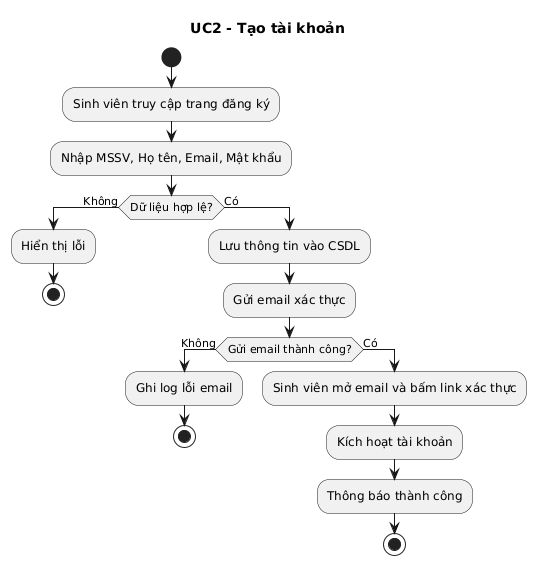 UC2 - Tạo tài khoản
Sinh viên truy cập trang đăng ký
Nhập MSSV, Họ tên, Email, Mật khẩu
Không
Dữ liệu hợp lệ?
Có
Hiển thị lỗi
Lưu thông tin vào CSDL
Gửi email xác thực
Không
Gửi email thành công?
Có
Ghi log lỗi email
Sinh viên mở email và bấm link xác thực
Kích hoạt tài khoản
Thông báo thành công